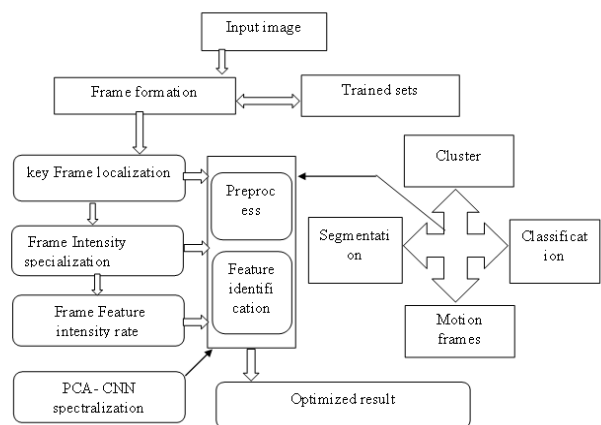 Input image
Frame formation
Trained sets
key Frame localization
Preproc
ess
Cluster
Frame Intensity
specialization
Segmentati
on
Classificat
ion
Feature
identifi
cation
Frame Feature
intensity rate
Motion
frames
PCA- CNN
spectralization
Optimized result